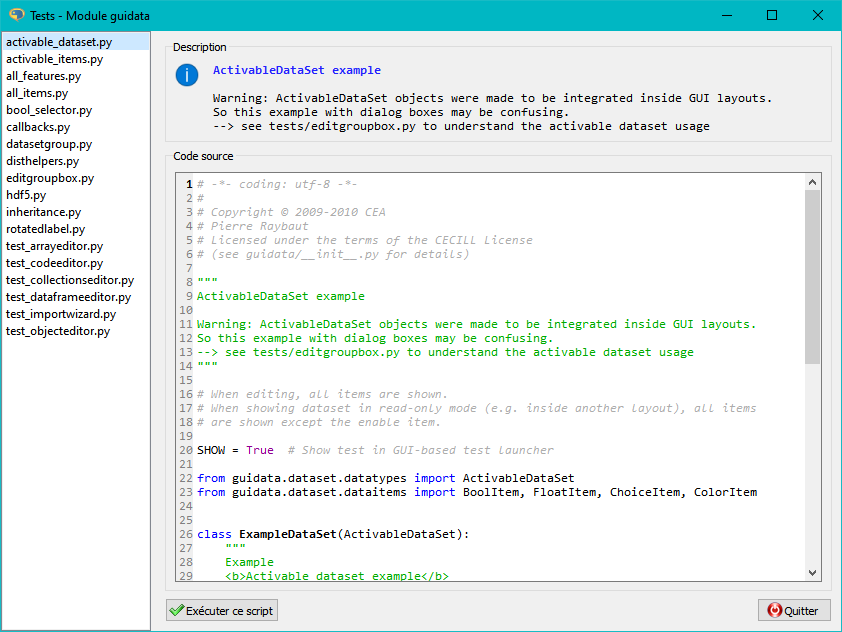 Tests - Module guidata
activable_dataset.py
activable_items.py
all_features.py
all_items.py
bool_selector.py
callbacks.py
datasetgroup.py
disthelpers.py
editgroupbox.py
hdf5.py
inheritance.py
rotatedlabel.py
test_arrayeditor.py
test_codeeditor.py
test_collectionseditor.py
test_dataframeeditor.py
test_importwizard.py
test_objecteditor.py
Description
ActivableDataSet example
Warning: ActivableDataSet objects were made to be integrated inside GUI layouts.
So this example with dialog boxes may be confusing.
--> see tests/editgroupbox.py to understand the activable dataset usage
Code source
1 # -*- coding: utf-8 -*-
2 #
3 # Copyright © 2009-2010 CEA
4 # Pierre Raybaut
5 # Licensed under the terms of the CECILL License
6 # (see guidata/__init__.py for details)
7
8 """
9 ActivableDataSet example
10
11 Warning: ActivableDataSet objects were made to be integrated inside GUI layouts.
12 So this example with dialog boxes may be confusing.
13 --> see tests/editgroupbox.py to understand the activable dataset usage
14 """
15
16 # When editing, all items are shown.
17 # When showing dataset in read-only mode (e.g. inside another layout), all items
18 # are shown except the enable item.
19
20 SHOW = True  # Show test in GUI-based test launcher
21
22 from guidata.dataset.datatypes import ActivableDataSet
23 from guidata.dataset.dataitems import BoolItem, FloatItem, ChoiceItem, ColorItem
24
25
26 class ExampleDataSet(ActivableDataSet):
27     """
28     Example
29     <b>Activable dataset example</b>
Exécuter ce script
Quitter